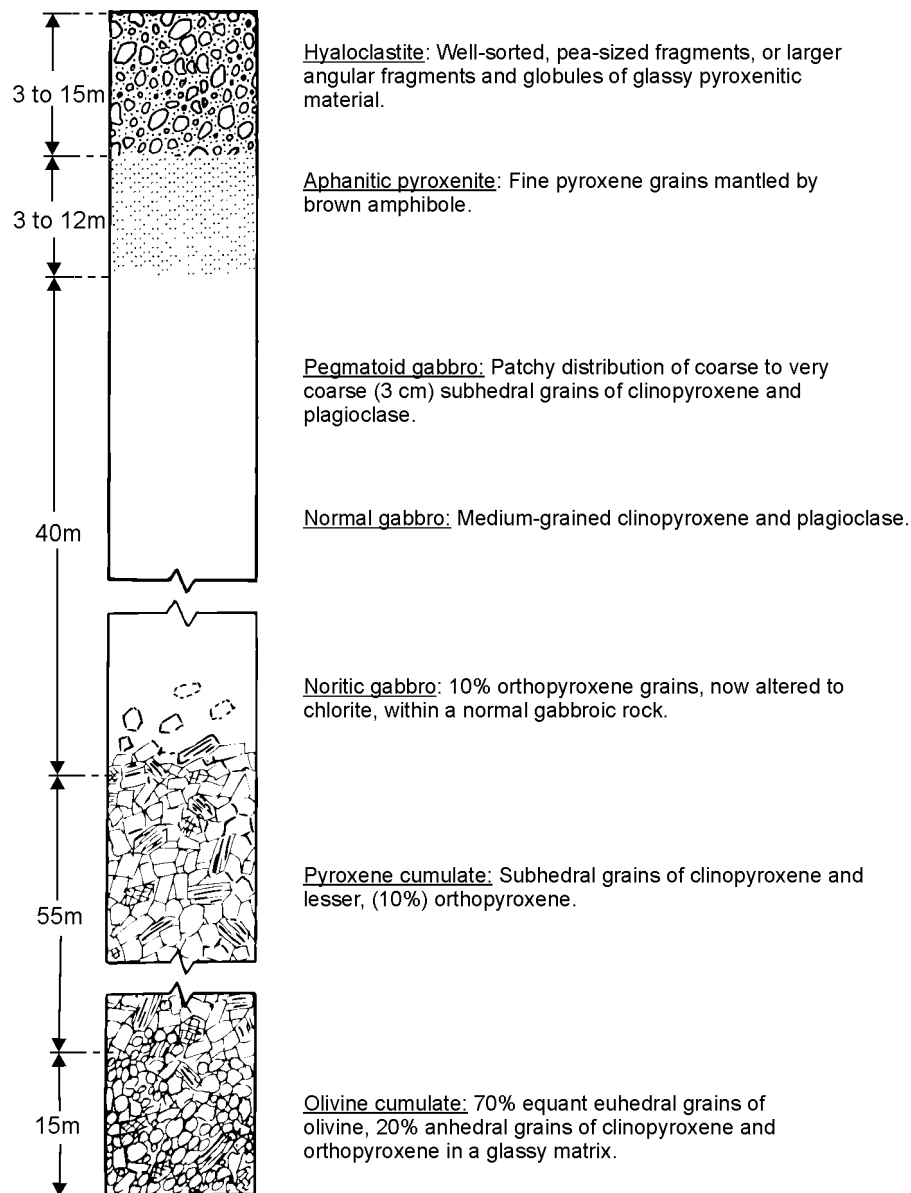 3 to 15m
Hyaloclastite: Well-sorted, pea-sized fragments, or larger
angular fragments and globules of glassy pyroxenitic
material.
3 to 12m
Aphanitic pyroxenite: Fine pyroxene grains mantled by
brown amphibole.
40m
Pegmatoid gabbro: Patchy distribution of coarse to very
coarse (3 cm) subhedral grains of clinopyroxene and
plagioclase.
Normal gabbro: Medium-grained clinopyroxene and plagioclase.
Noritic gabbro: 10% orthopyroxene grains, now altered to
chlorite, within a normal gabbroic rock.
55m
Pyroxene cumulate: Subhedral grains of clinopyroxene and
lesser, (10%) orthopyroxene.
15m
Olivine cumulate: 70% equant euhedral grains of
olivine, 20% anhedral grains of clinopyroxene and
orthopyroxene in a glassy matrix.